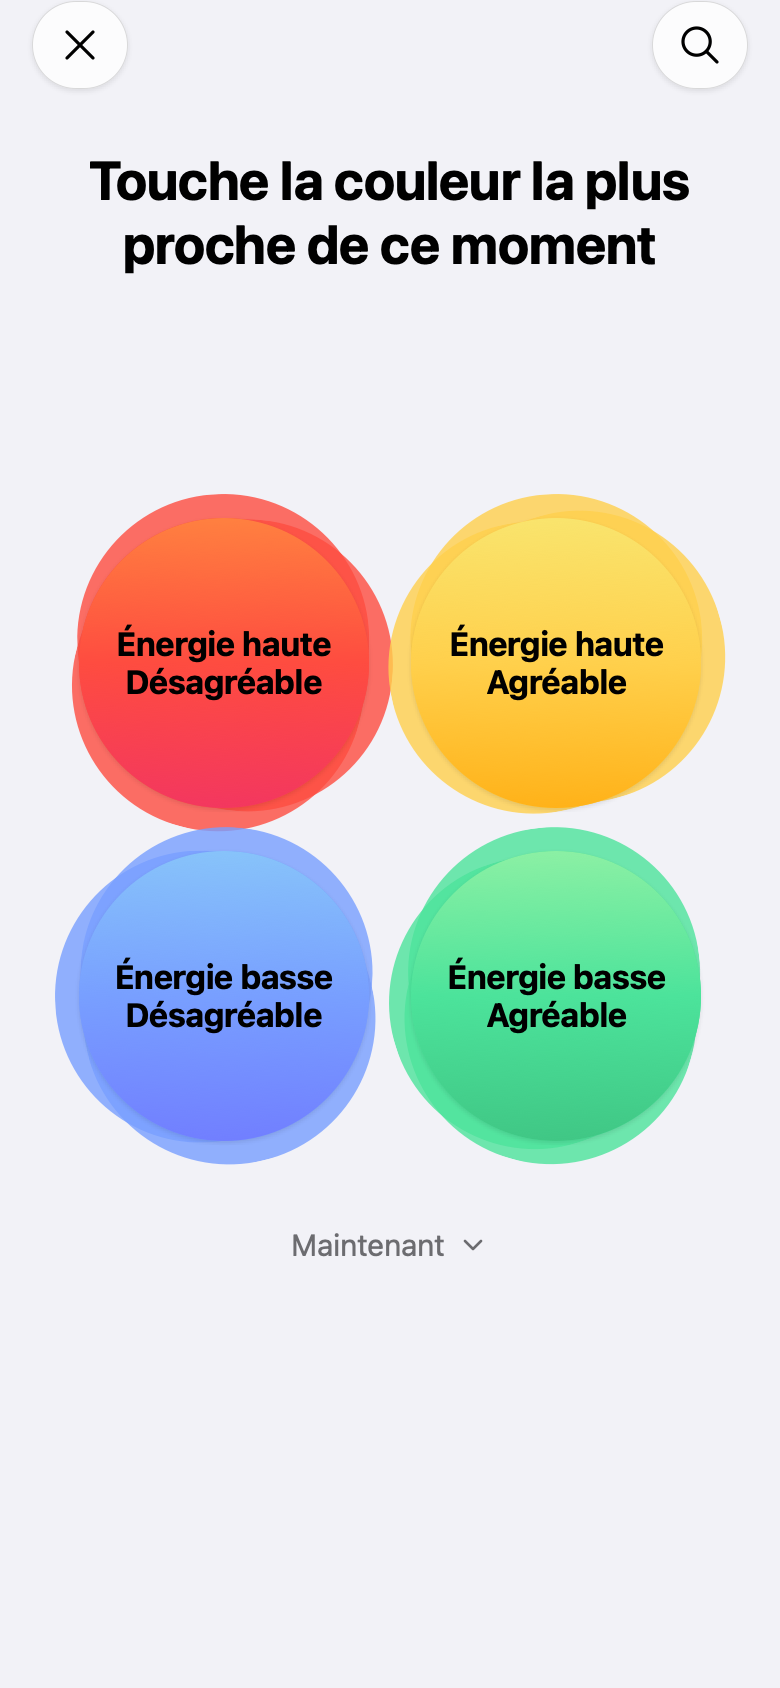 Touche la couleur la plus
proche de ce moment
Énergie haute
Désagréable
Énergie haute
Agréable
Énergie basse
Désagréable
Énergie basse
Agréable
Maintenant